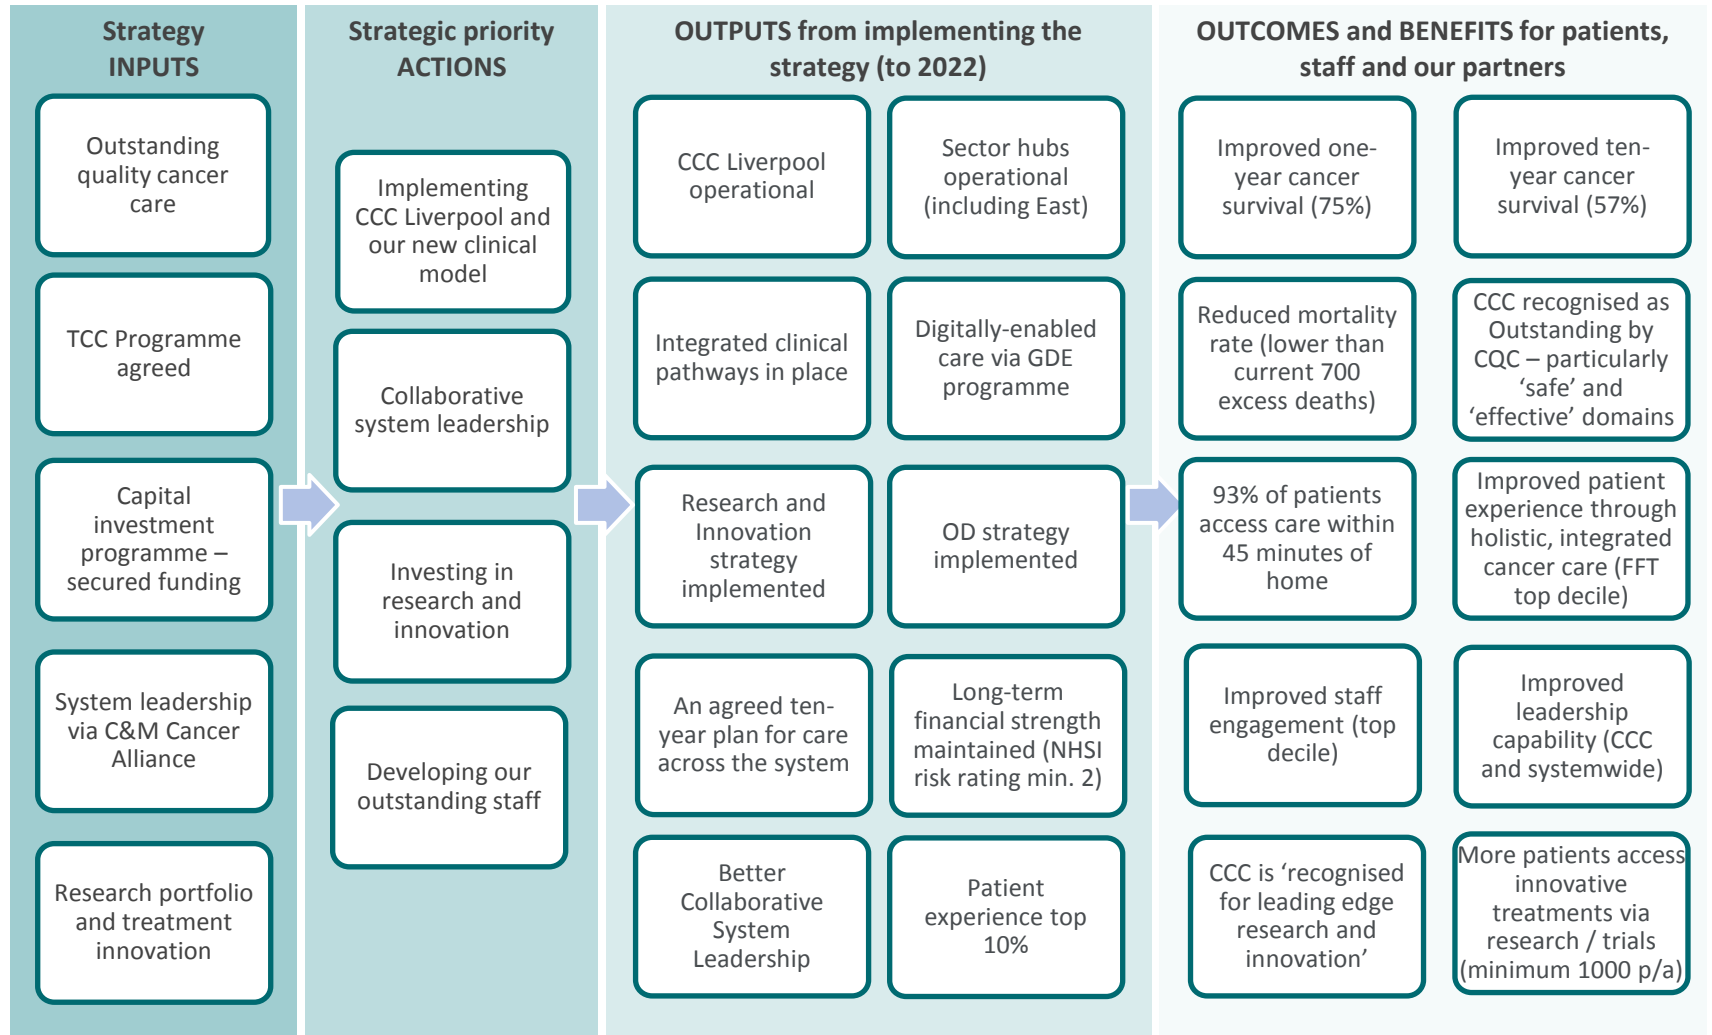 Strategy
INPUTS
Outstanding
quality cancer
care
TCC Programme
agreed
Capital
investment
programme –
secured funding
System leadership
via C&M Cancer
Alliance
Research portfolio
and treatment
innovation
Strategic priority
ACTIONS
Implementing
CCC Liverpool and
our new clinical
model
Collaborative
system leadership
Investing in
research and
innovation
Developing our
outstanding staff
OUTPUTS from implementing the
strategy (to 2022)
CCC Liverpool
operational
Sector hubs
operational
(including East)
Integrated clinical
pathways in place
Digitally-enabled
care via GDE
programme
Research and
Innovation
strategy
implemented
OD strategy
implemented
An agreed ten-
year plan for care
across the system
Long-term
financial strength
maintained (NHSI
risk rating min. 2)
Better
Collaborative
System
Leadership
Patient
experience top
10%
OUTCOMES and BENEFITS for patients,
staff and our partners
Improved one-
year cancer
survival (75%)
Improved ten-
year cancer
survival (57%)
Reduced mortality
rate (lower than
current 700
excess deaths)
CCC recognised as
Outstanding by
CQC – particularly
‘safe’ and
‘effective’ domains
93% of patients
access care within
45 minutes of
home
Improved patient
experience through
holistic, integrated
cancer care (FFT
top decile)
Improved staff
engagement (top
decile)
Improved
leadership
capability (CCC
and systemwide)
CCC is ‘recognised
for leading edge
research and
innovation’
More patients access
innovative
treatments via
research / trials
(minimum 1000 p/a)